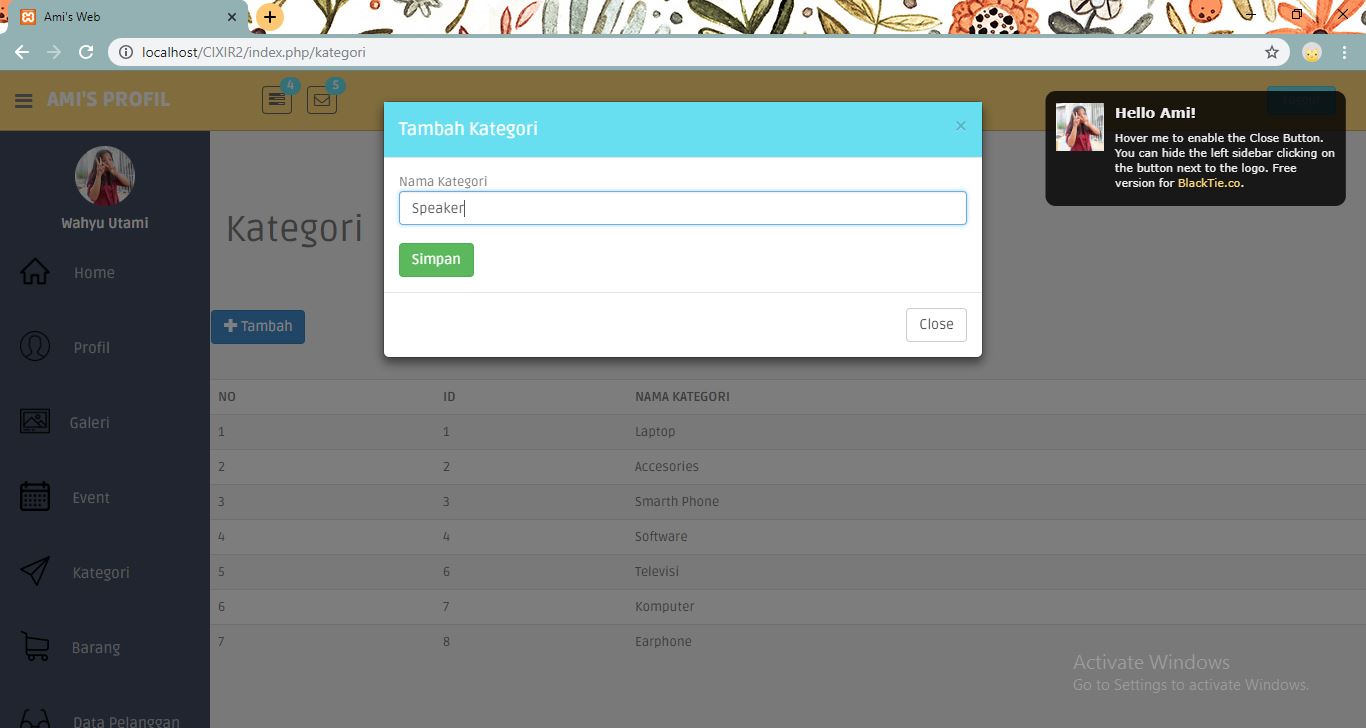 Ami's Web
localhost/CIXIR2/index.php/kategori
AMI'S PROFIL
4
5
Logout
Tambah Kategori
×
Nama Kategori
Speaker
Simpan
Close
Hello Ami!
Hover me to enable the Close Button.
You can hide the left sidebar clicking on
the button next to the logo. Free
version for BlackTie.co.
Wahyu Utami
Home
Profil
Galeri
Event
Kategori
Barang
Data Pelanggan
Kategori
Tambah
NO ID NAMA KATEGORI
1 1 Laptop
2 2 Accesories
3 3 Smarth Phone
4 4 Software
5 6 Televisi
6 7 Komputer
7 8 Earphone
Activate Windows
Go to Settings to activate Windows.